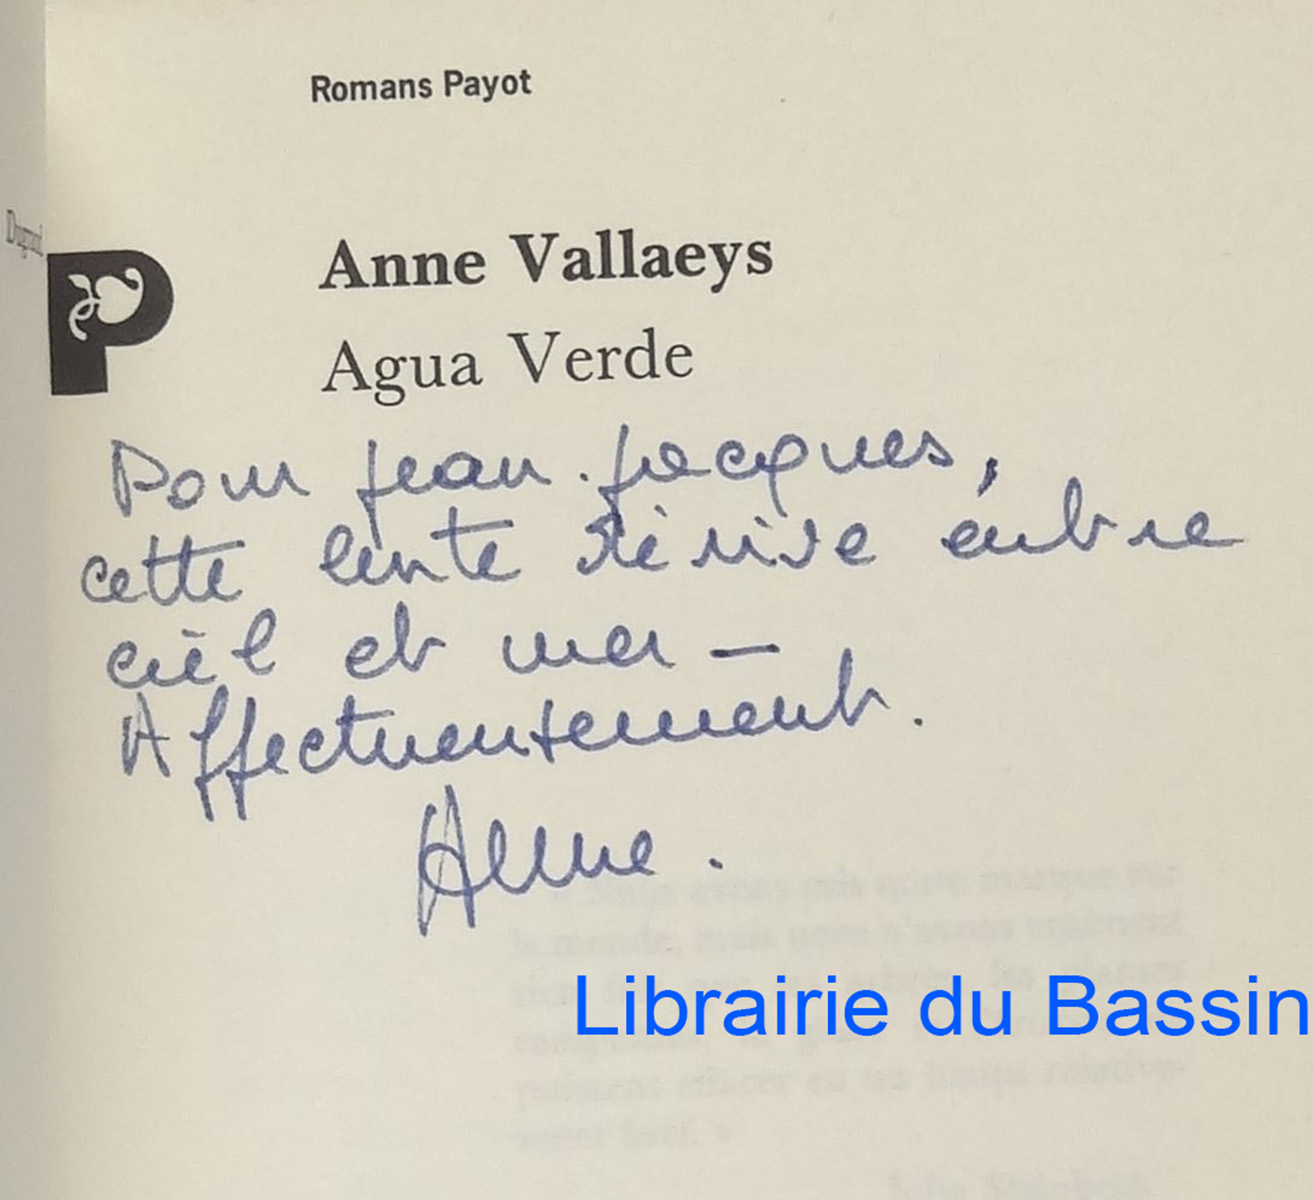 Romans Payot
Anne Vallaeys
Agua Verde
Pour Jean-Jacques,
cette lente dérive entre
ciel et mer —
Affectueusement.
Anne.
Librairie du Bassin